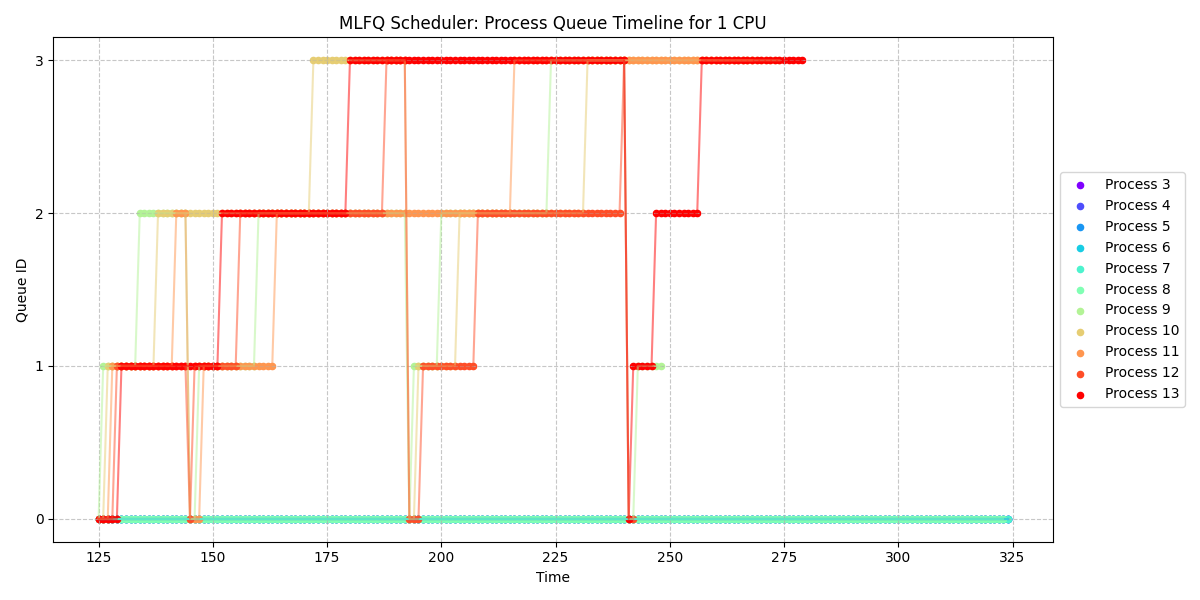 MLFQ Scheduler: Process Queue Timeline for 1 CPU
3
2
1
0
Queue ID
125
150
175
200
225
250
275
300
325
Time
Process 3
Process 4
Process 5
Process 6
Process 7
Process 8
Process 9
Process 10
Process 11
Process 12
Process 13